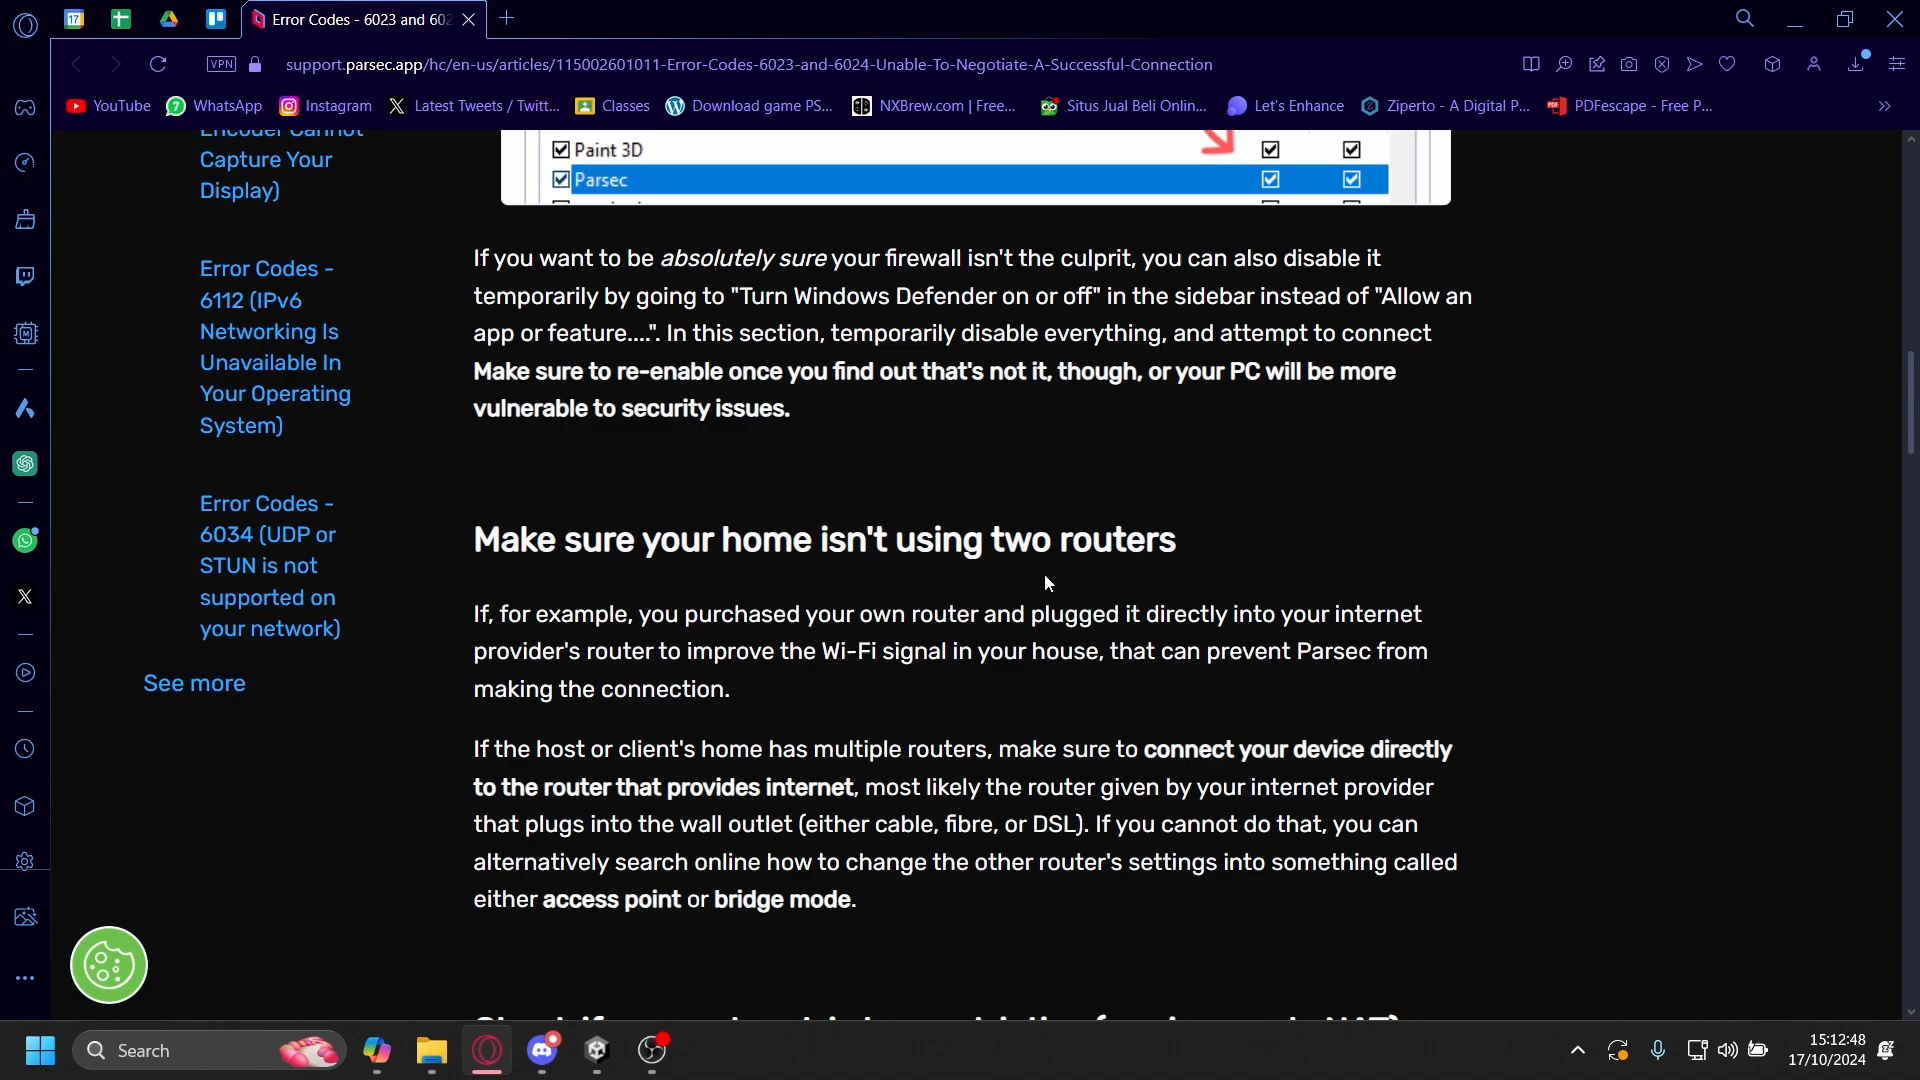 Error Codes - 6023 and 602
VPN
support.parsec.app/hc/en-us/articles/115002601011-Error-Codes-6023-and-6024-Unable-To-Negotiate-A-Successful-Connection
YouTube
WhatsApp
Instagram
Latest Tweets / Twitt...
Classes
Download game PS...
NXBrew.com | Free...
Situs Jual Beli Onlin...
Let's Enhance
Ziperto - A Digital P...
PDFescape - Free P...
Encoder Cannot
Capture Your
Display)
Error Codes -
6112 (IPv6
Networking Is
Unavailable In
Your Operating
System)
Error Codes -
6034 (UDP or
STUN is not
supported on
your network)
See more
Paint 3D
Parsec
If you want to be absolutely sure your firewall isn't the culprit, you can also disable it
temporarily by going to "Turn Windows Defender on or off" in the sidebar instead of "Allow an
app or feature....". In this section, temporarily disable everything, and attempt to connect
Make sure to re-enable once you find out that's not it, though, or your PC will be more
vulnerable to security issues.
Make sure your home isn't using two routers
If, for example, you purchased your own router and plugged it directly into your internet
provider's router to improve the Wi-Fi signal in your house, that can prevent Parsec from
making the connection.
If the host or client's home has multiple routers, make sure to connect your device directly
to the router that provides internet, most likely the router given by your internet provider
that plugs into the wall outlet (either cable, fibre, or DSL). If you cannot do that, you can
alternatively search online how to change the other router's settings into something called
either access point or bridge mode.
Search
15:12:48
17/10/2024